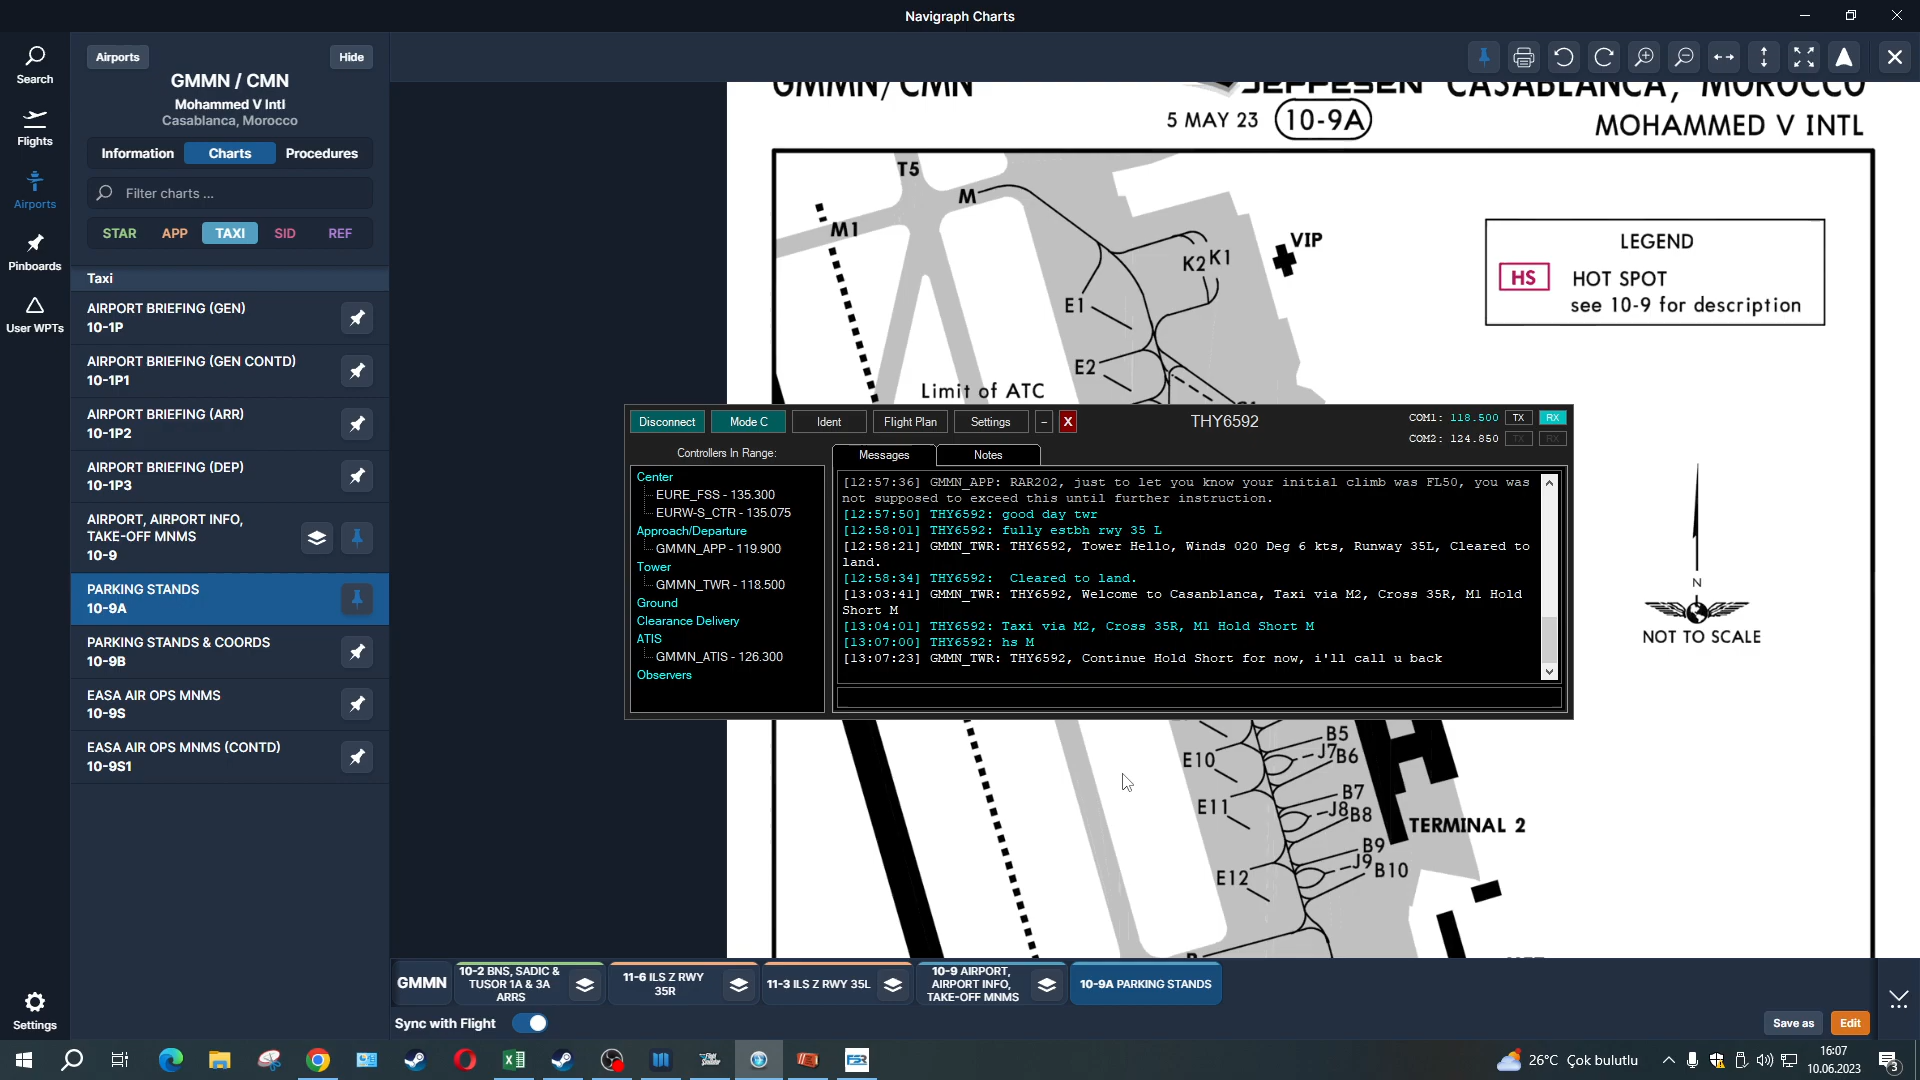 Navigraph Charts
Search
Flights
Airports
Pinboards
User WPTs
Settings
Airports
Hide
GMMN / CMN
Mohammed V Intl
Casablanca, Morocco
Information
Charts
Procedures
Filter charts ...
STAR
APP
TAXI
SID
REF
Taxi
AIRPORT BRIEFING (GEN)
10-1P
AIRPORT BRIEFING (GEN CONTD)
10-1P1
AIRPORT BRIEFING (ARR)
10-1P2
AIRPORT BRIEFING (DEP)
10-1P3
AIRPORT, AIRPORT INFO,
TAKE-OFF MNMS
10-9
PARKING STANDS
10-9A
PARKING STANDS & COORDS
10-9B
EASA AIR OPS MNMS
10-9S
EASA AIR OPS MNMS (CONTD)
10-9S1
GMMN/CMN
JEPPESEN
CASABLANCA, MOROCCO
5 MAY 23
10-9A
MOHAMMED V INTL
T5
M
M1
K2
K1
VIP
E1
E2
Limit of ATC
LEGEND
HS
HOT SPOT
see 10-9 for description
N
NOT TO SCALE
Disconnect
Mode C
Ident
Flight Plan
Settings
–
X
THY6592
COM1: 118.500
TX
RX
COM2: 124.850
TX
RX
Controllers In Range:
Center
EURE_FSS - 135.300
EURW-S_CTR - 135.075
Approach/Departure
GMMN_APP - 119.900
Tower
GMMN_TWR - 118.500
Ground
Clearance Delivery
ATIS
GMMN_ATIS - 126.300
Observers
Messages
Notes
[12:57:36] GMMN_APP: RAR202, just to let you know your initial climb was FL50, you was
not supposed to exceed this until further instruction.
[12:57:50] THY6592: good day twr
[12:58:01] THY6592: fully estbh rwy 35 L
[12:58:21] GMMN_TWR: THY6592, Tower Hello, Winds 020 Deg 6 kts, Runway 35L, Cleared to
land.
[12:58:34] THY6592:  Cleared to land.
[13:03:41] GMMN_TWR: THY6592, Welcome to Casanblanca, Taxi via M2, Cross 35R, M1 Hold
Short M
[13:04:01] THY6592: Taxi via M2, Cross 35R, M1 Hold Short M
[13:07:00] THY6592: hs M
[13:07:23] GMMN_TWR: THY6592, Continue Hold Short for now, i'll call u back
B5
J7
B6
E10
B7
J8
B8
E11
TERMINAL 2
B9
J9
B10
E12
GMMN
10-2 BNS, SADIC &
TUSOR 1A & 3A
ARRS
11-6 ILS Z RWY
35R
11-3 ILS Z RWY 35L
10-9 AIRPORT,
AIRPORT INFO,
TAKE-OFF MNMS
10-9A PARKING STANDS
Sync with Flight
Save as
Edit
26°C Çok bulutlu
16:07
10.06.2023
3
FSR